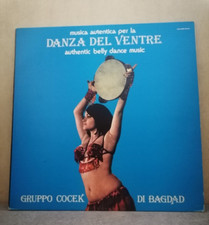 musica autentica per la
DANZA DEL VENTRE
authentic belly dance music
GRUPPO COCEK DI BAGDAD